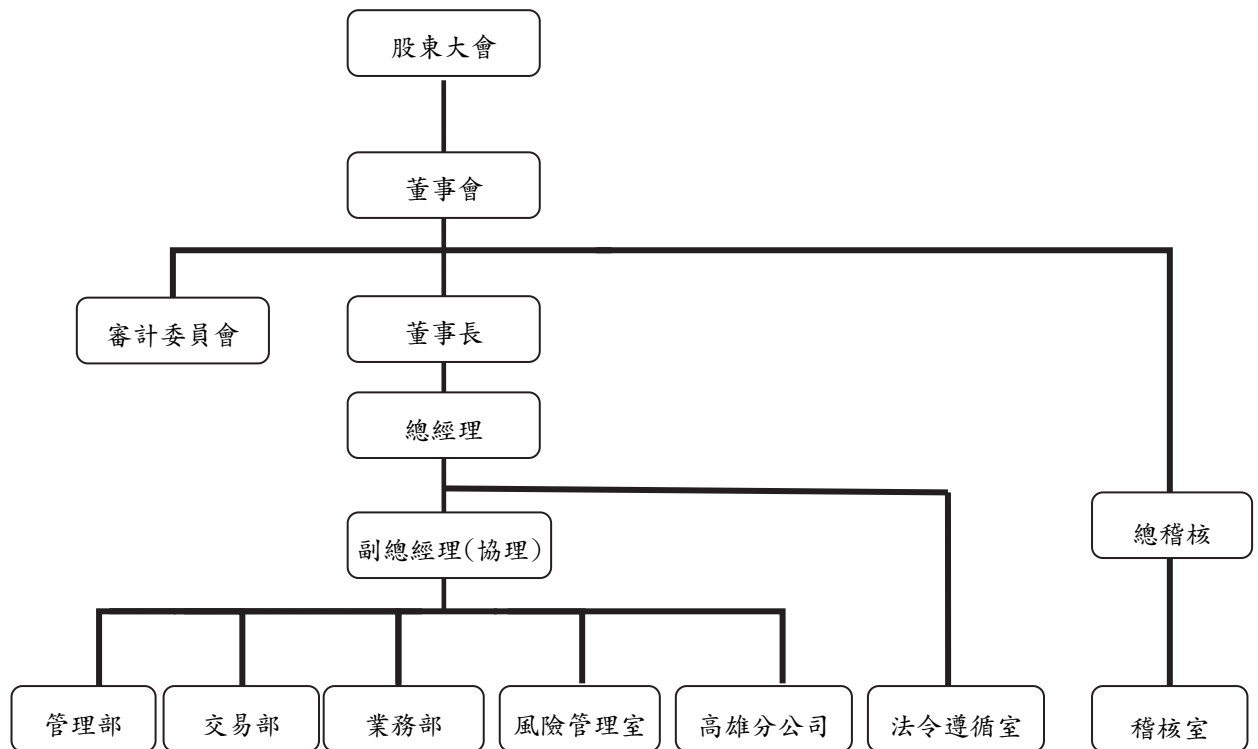 股東大會
董事會
審計委員會
董事長
總經理
副總經理(協理)
總稽核
管理部
交易部
業務部
風險管理室
高雄分公司
法令遵循室
稽核室